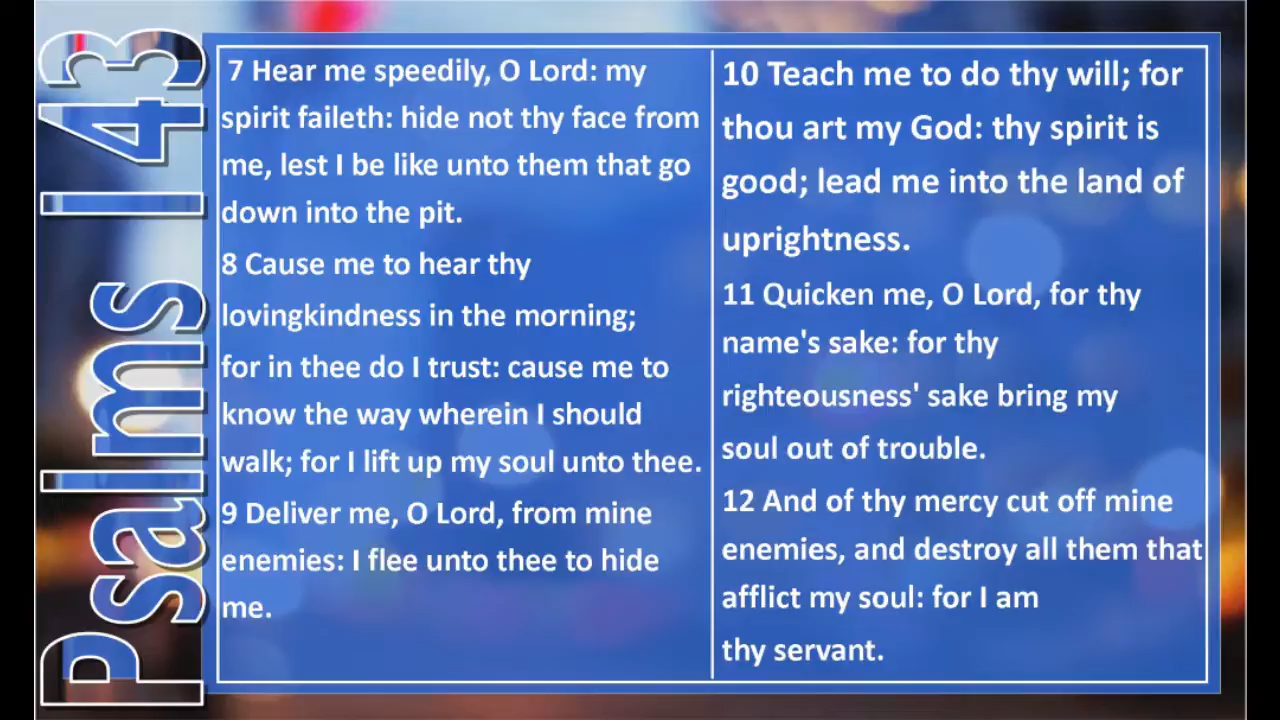 Psalms 143
7 Hear me speedily, O Lord: my
spirit faileth: hide not thy face from
me, lest I be like unto them that go
down into the pit.
8 Cause me to hear thy
lovingkindness in the morning;
for in thee do I trust: cause me to
know the way wherein I should
walk; for I lift up my soul unto thee.
9 Deliver me, O Lord, from mine
enemies: I flee unto thee to hide
me.
10 Teach me to do thy will; for
thou art my God: thy spirit is
good; lead me into the land of
uprightness.
11 Quicken me, O Lord, for thy
name's sake: for thy
righteousness' sake bring my
soul out of trouble.
12 And of thy mercy cut off mine
enemies, and destroy all them that
afflict my soul: for I am
thy servant.